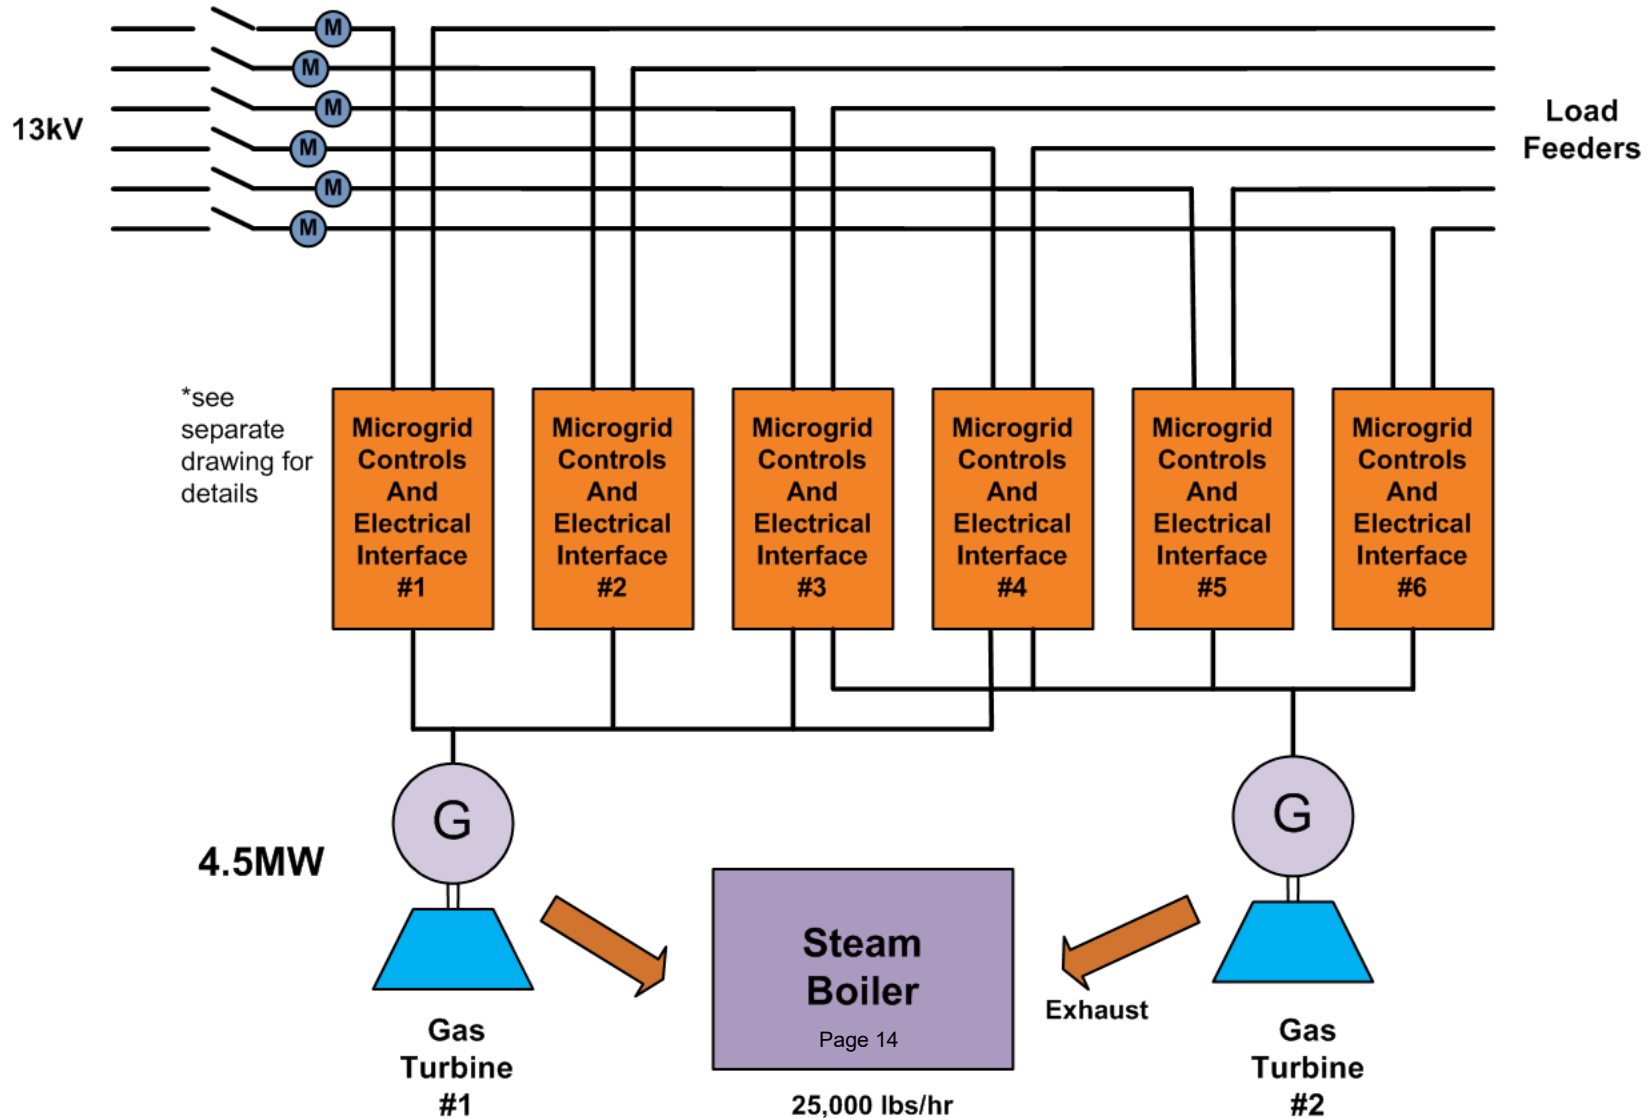 M
M
M
M
M
M
13kV
Load
Feeders
*see
separate
drawing for
details
Microgrid
Controls
And
Electrical
Interface
#1
Microgrid
Controls
And
Electrical
Interface
#2
Microgrid
Controls
And
Electrical
Interface
#3
Microgrid
Controls
And
Electrical
Interface
#4
Microgrid
Controls
And
Electrical
Interface
#5
Microgrid
Controls
And
Electrical
Interface
#6
G
G
4.5MW
Steam
Boiler
Page 14
Exhaust
Gas
Turbine
#1
25,000 lbs/hr
Gas
Turbine
#2